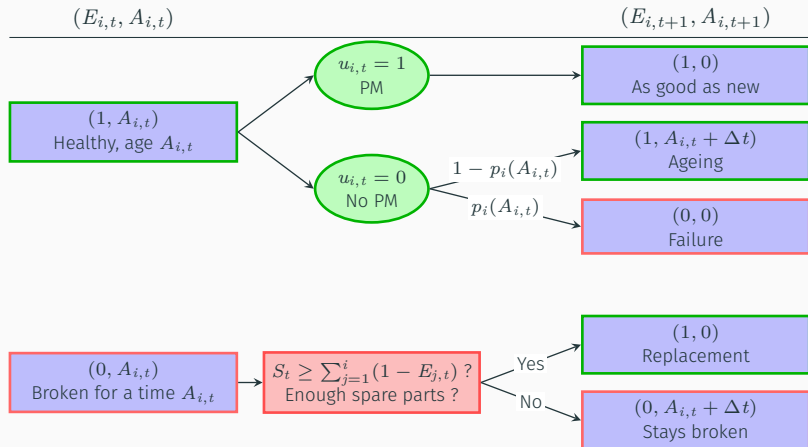 (E_{i,t}, A_{i,t}) (E_{i,t+1}, A_{i,t+1})
u_{i,t} = 1
PM
(1, 0)
As good as new
(1, A_{i,t})
Healthy, age A_{i,t}
u_{i,t} = 0
No PM
1 − p_i(A_{i,t})
p_i(A_{i,t})
(1, A_{i,t} + Δt)
Ageing
(0, 0)
Failure
(0, A_{i,t})
Broken for a time A_{i,t}
S_t ≥ ∑_{j=1}^{i}(1 − E_{j,t}) ?
Enough spare parts ?
Yes
No
(1, 0)
Replacement
(0, A_{i,t} + Δt)
Stays broken